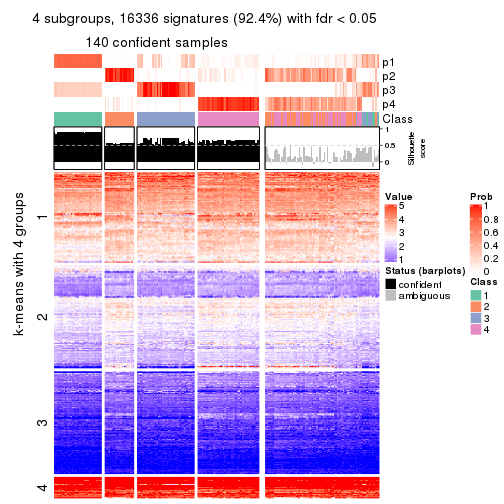 4 subgroups, 16336 signatures (92.4%) with fdr < 0.05
140 confident samples
p1
p2
p3
p4
Class
1
0.5
0
Silhouette
score
k-means with 4 groups
1
2
3
4
Value
5
4
3
2
1
Status (barplots)
confident
ambiguous
Prob
1
0.8
0.6
0.4
0.2
0
Class
1
2
3
4